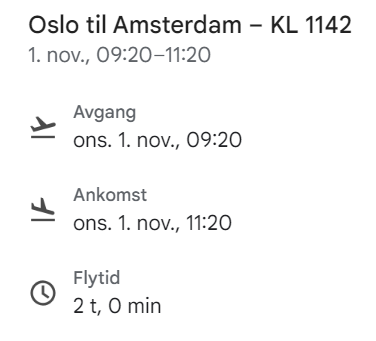 Oslo til Amsterdam – KL 1142
1. nov., 09:20–11:20
Avgang
ons. 1. nov., 09:20
Ankomst
ons. 1. nov., 11:20
Flytid
2 t, 0 min